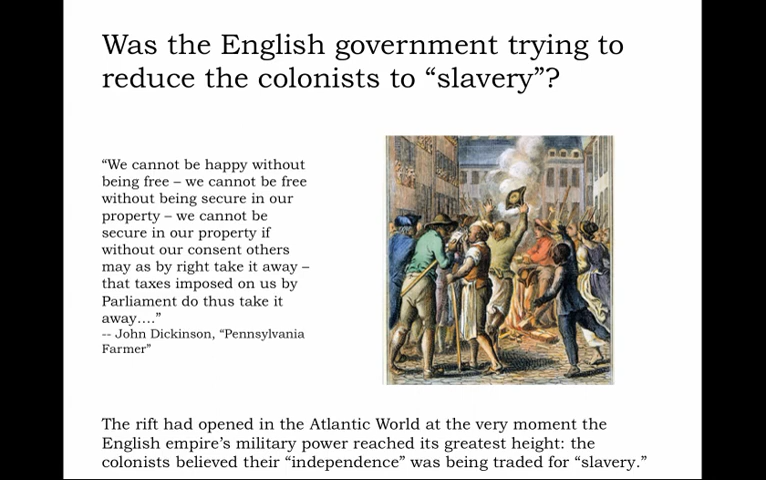 Was the English government trying to
reduce the colonists to “slavery”?
“We cannot be happy without
being free – we cannot be free
without being secure in our
property – we cannot be
secure in our property if
without our consent others
may as by right take it away –
that taxes imposed on us by
Parliament do thus take it
away….”
-- John Dickinson, “Pennsylvania
Farmer”
The rift had opened in the Atlantic World at the very moment the
English empire’s military power reached its greatest height: the
colonists believed their “independence” was being traded for “slavery.”